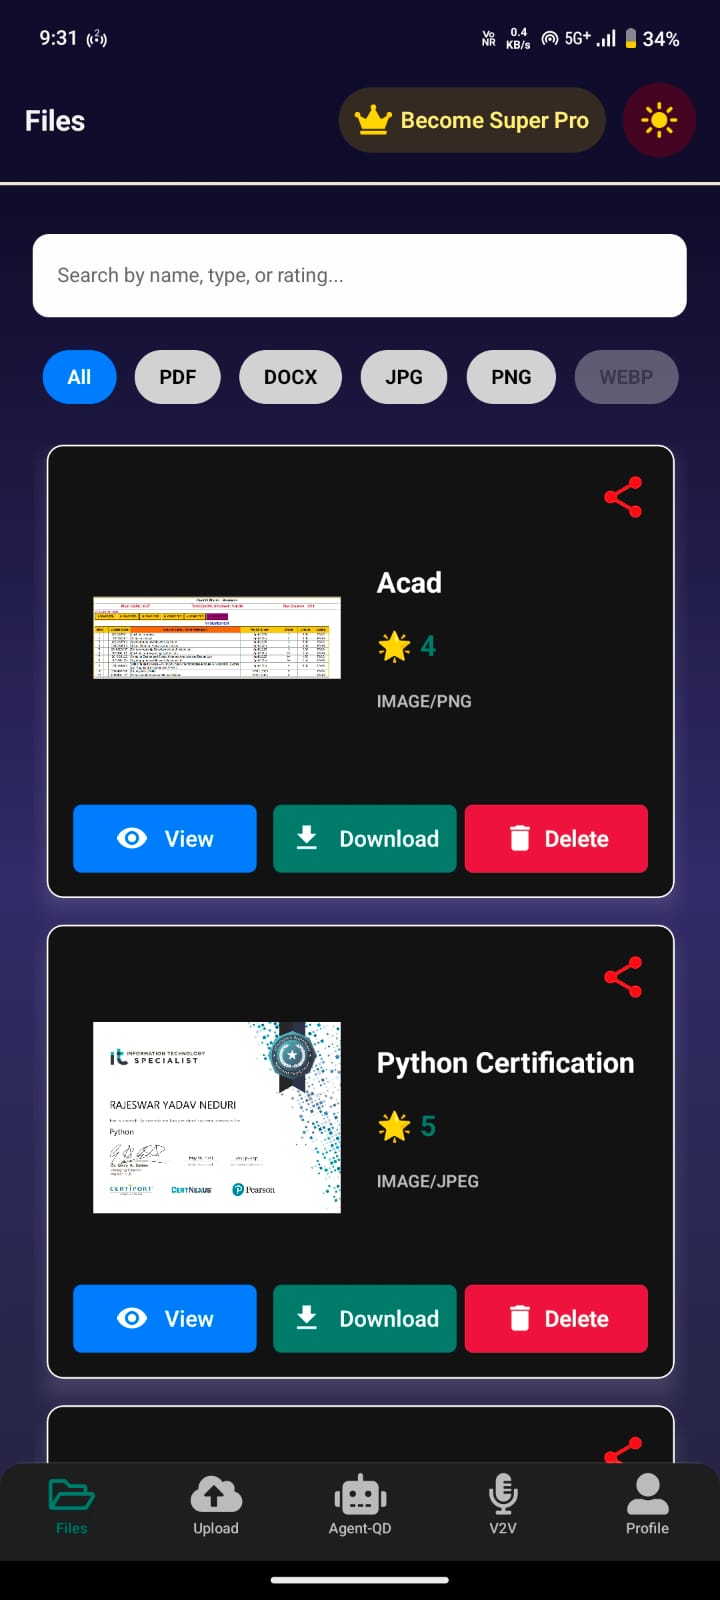 9:31
Vo NR
0.4 KB/s
5G+
34%
Files
Become Super Pro
Search by name, type, or rating...
All PDF DOCX JPG PNG WEBP
Acad
4
IMAGE/PNG
View Download Delete
INFORMATION TECHNOLOGY
SPECIALIST
RAJESWAR YADAV NEDURI
Python
CERTIPORT CERTNEXUS Pearson
Python Certification
5
IMAGE/JPEG
View Download Delete
Files Upload Agent-QD V2V Profile